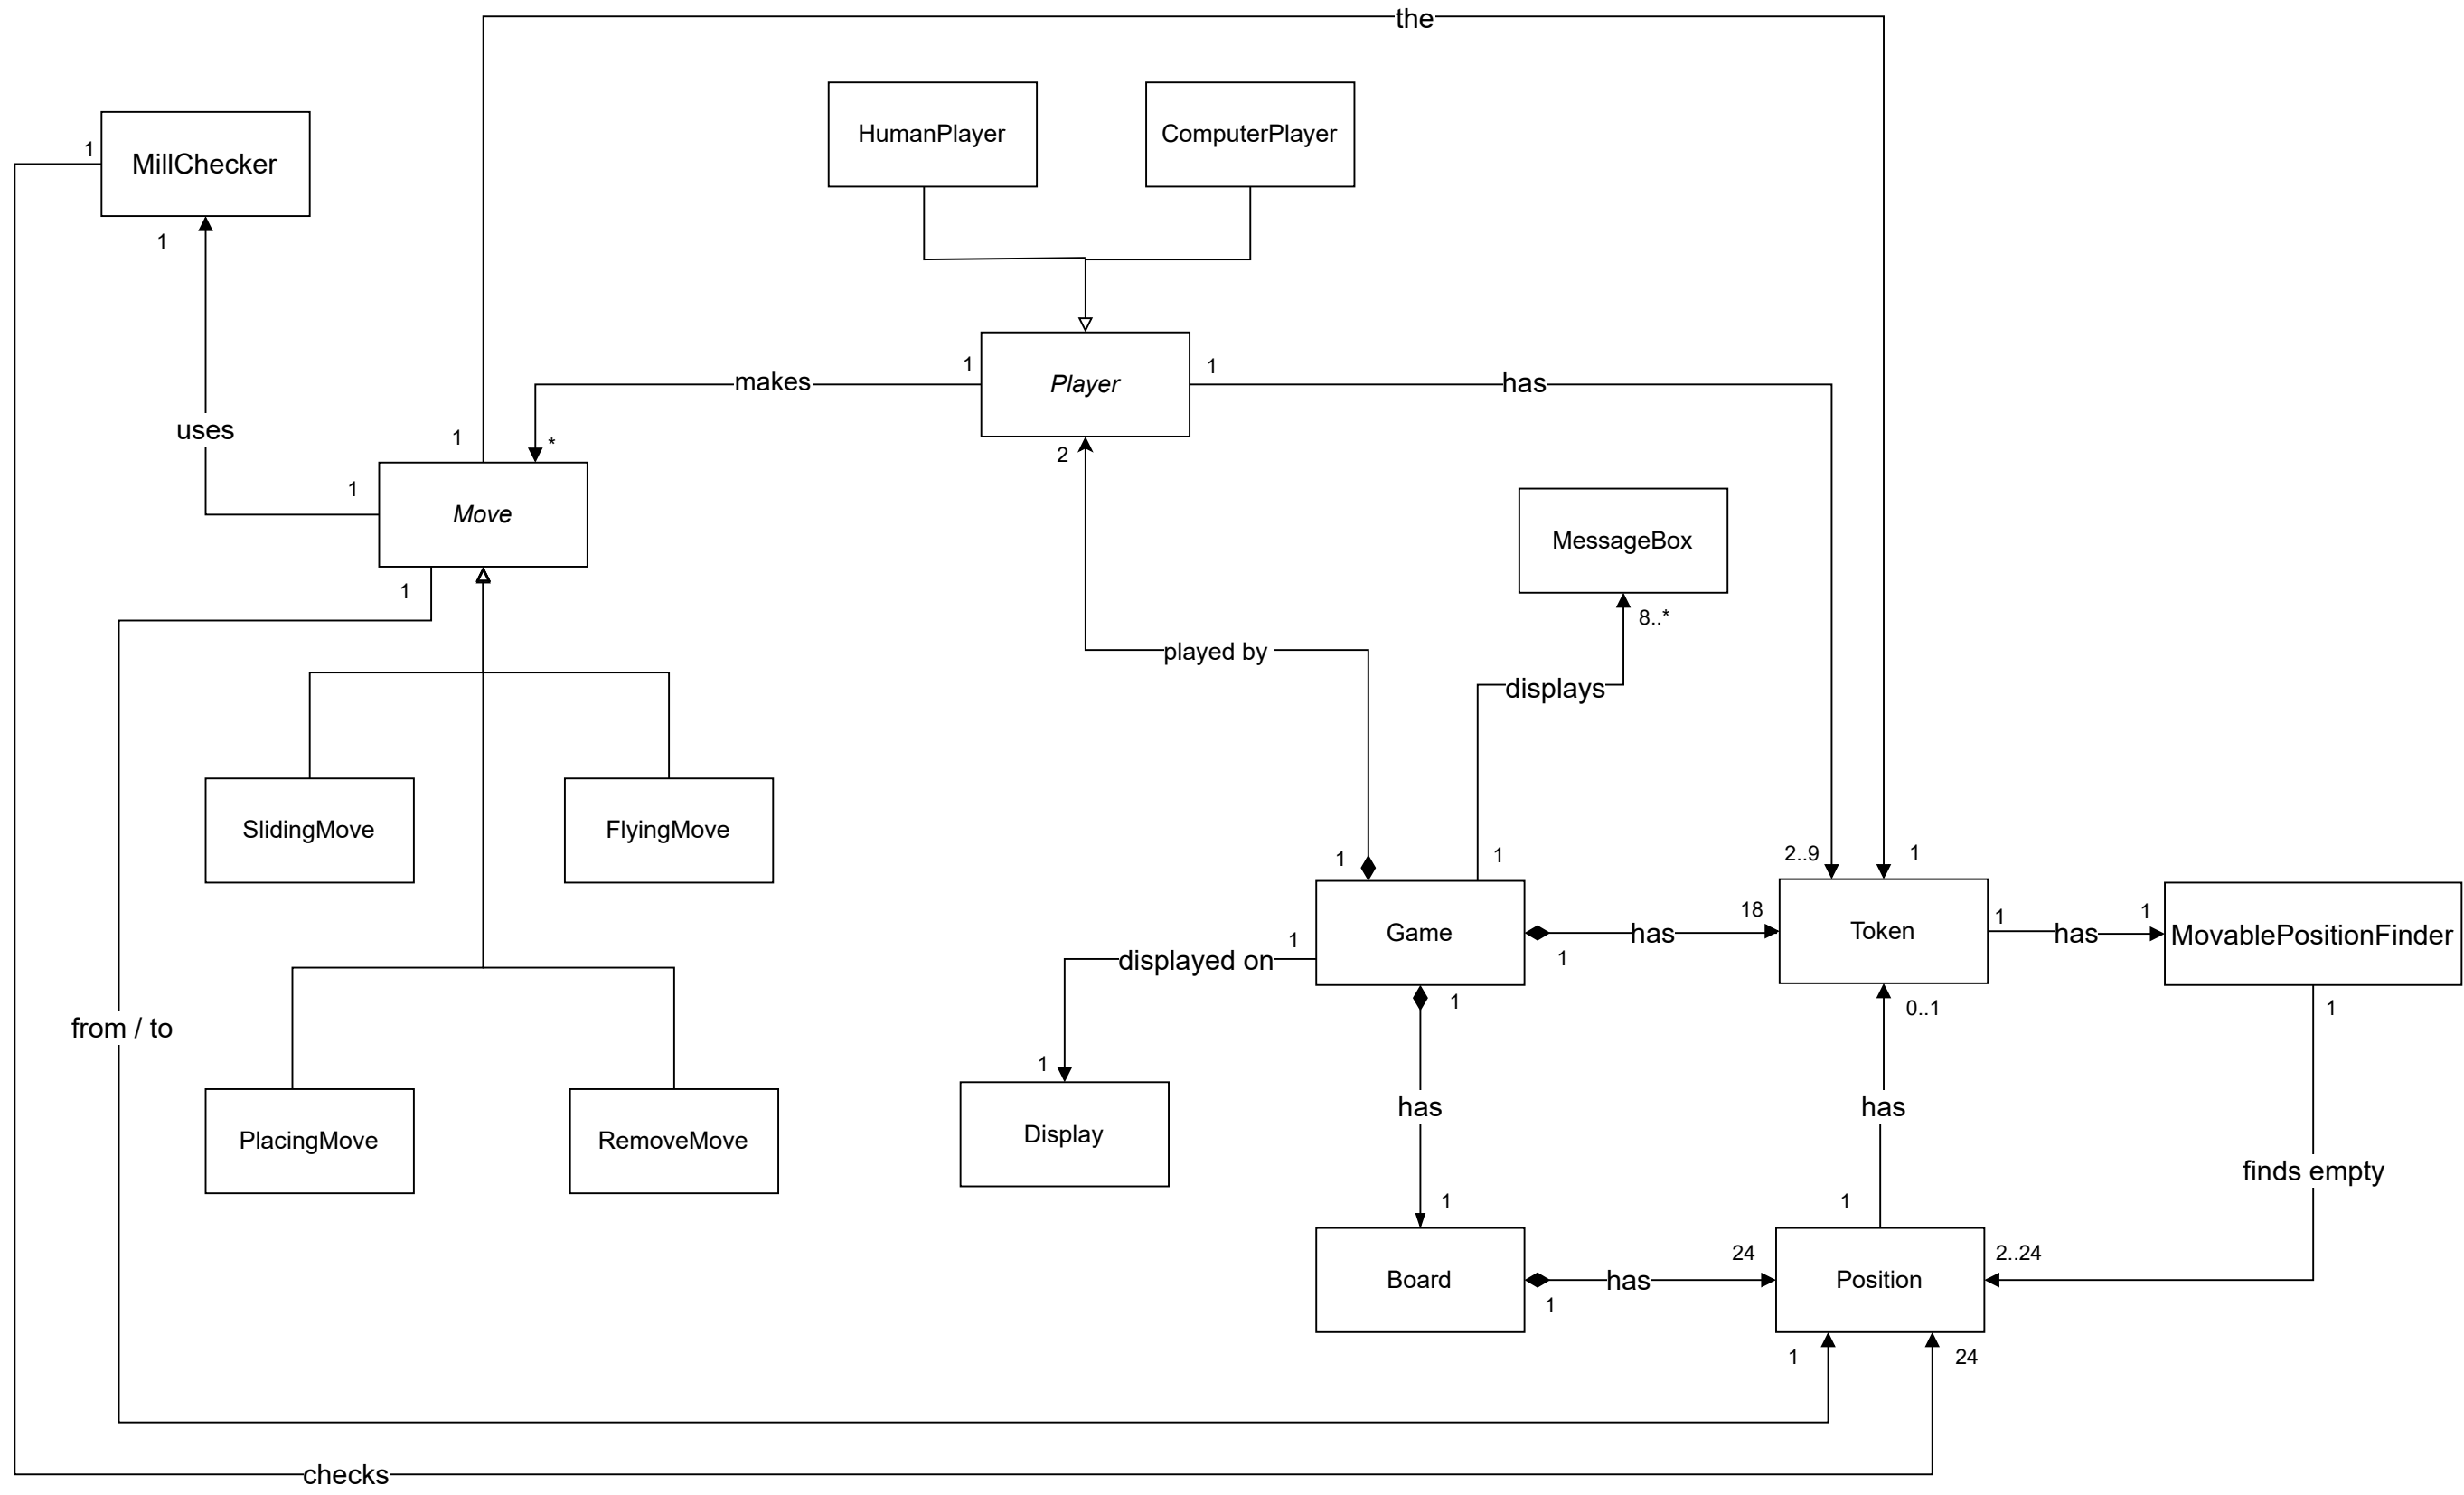 the
HumanPlayer
ComputerPlayer
MillChecker
1
1
1
Player
1
makes
has
uses
1
*
2
1
Move
1
MessageBox
8..*
played by
displays
SlidingMove
FlyingMove
1
1
2..9
1
Game
18
has
1
Token
1
has
1
MovablePositionFinder
1
displayed on
1
0..1
1
from / to
1
Display
has
has
PlacingMove
RemoveMove
finds empty
1
1
24
2..24
Board
has
1
Position
1
24
checks